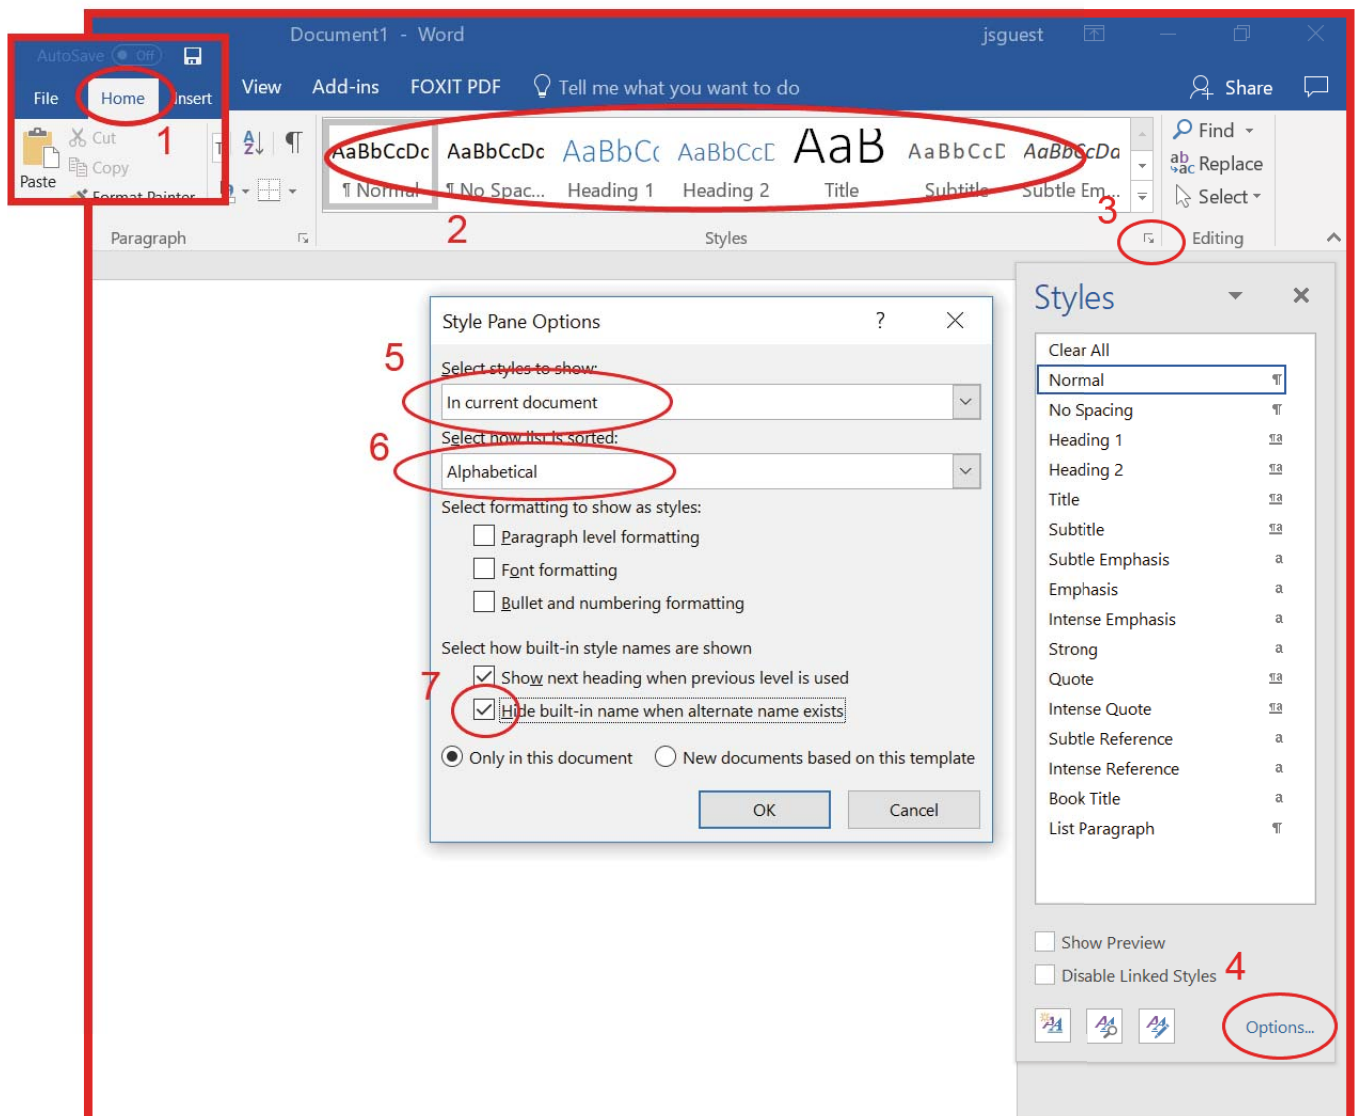 Document1 - Word
jsguest
AutoSave Off
File Home Insert View Add-ins FOXIT PDF Tell me what you want to do Share
1
Cut
Copy
Paste
Format Painter
AaBbCcDc AaBbCcDc AaBbC( AaBbCcE AaB AaBbCcD AaBbCcDa
¶ Normal ¶ No Spac... Heading 1 Heading 2 Title Subtitle Subtle Em...
Find
Replace
Select
2
3
Paragraph Styles Editing
Styles
Clear All
Normal ¶
No Spacing ¶
Heading 1 ¶a
Heading 2 ¶a
Title ¶a
Subtitle ¶a
Subtle Emphasis a
Emphasis a
Intense Emphasis a
Strong a
Quote ¶a
Intense Quote ¶a
Subtle Reference a
Intense Reference a
Book Title a
List Paragraph ¶
Show Preview
Disable Linked Styles
4
Options...
Style Pane Options ?
5
Select styles to show:
In current document
6
Select how list is sorted:
Alphabetical
Select formatting to show as styles:
Paragraph level formatting
Font formatting
Bullet and numbering formatting
Select how built-in style names are shown
7
Show next heading when previous level is used
Hide built-in name when alternate name exists
Only in this document New documents based on this template
OK Cancel